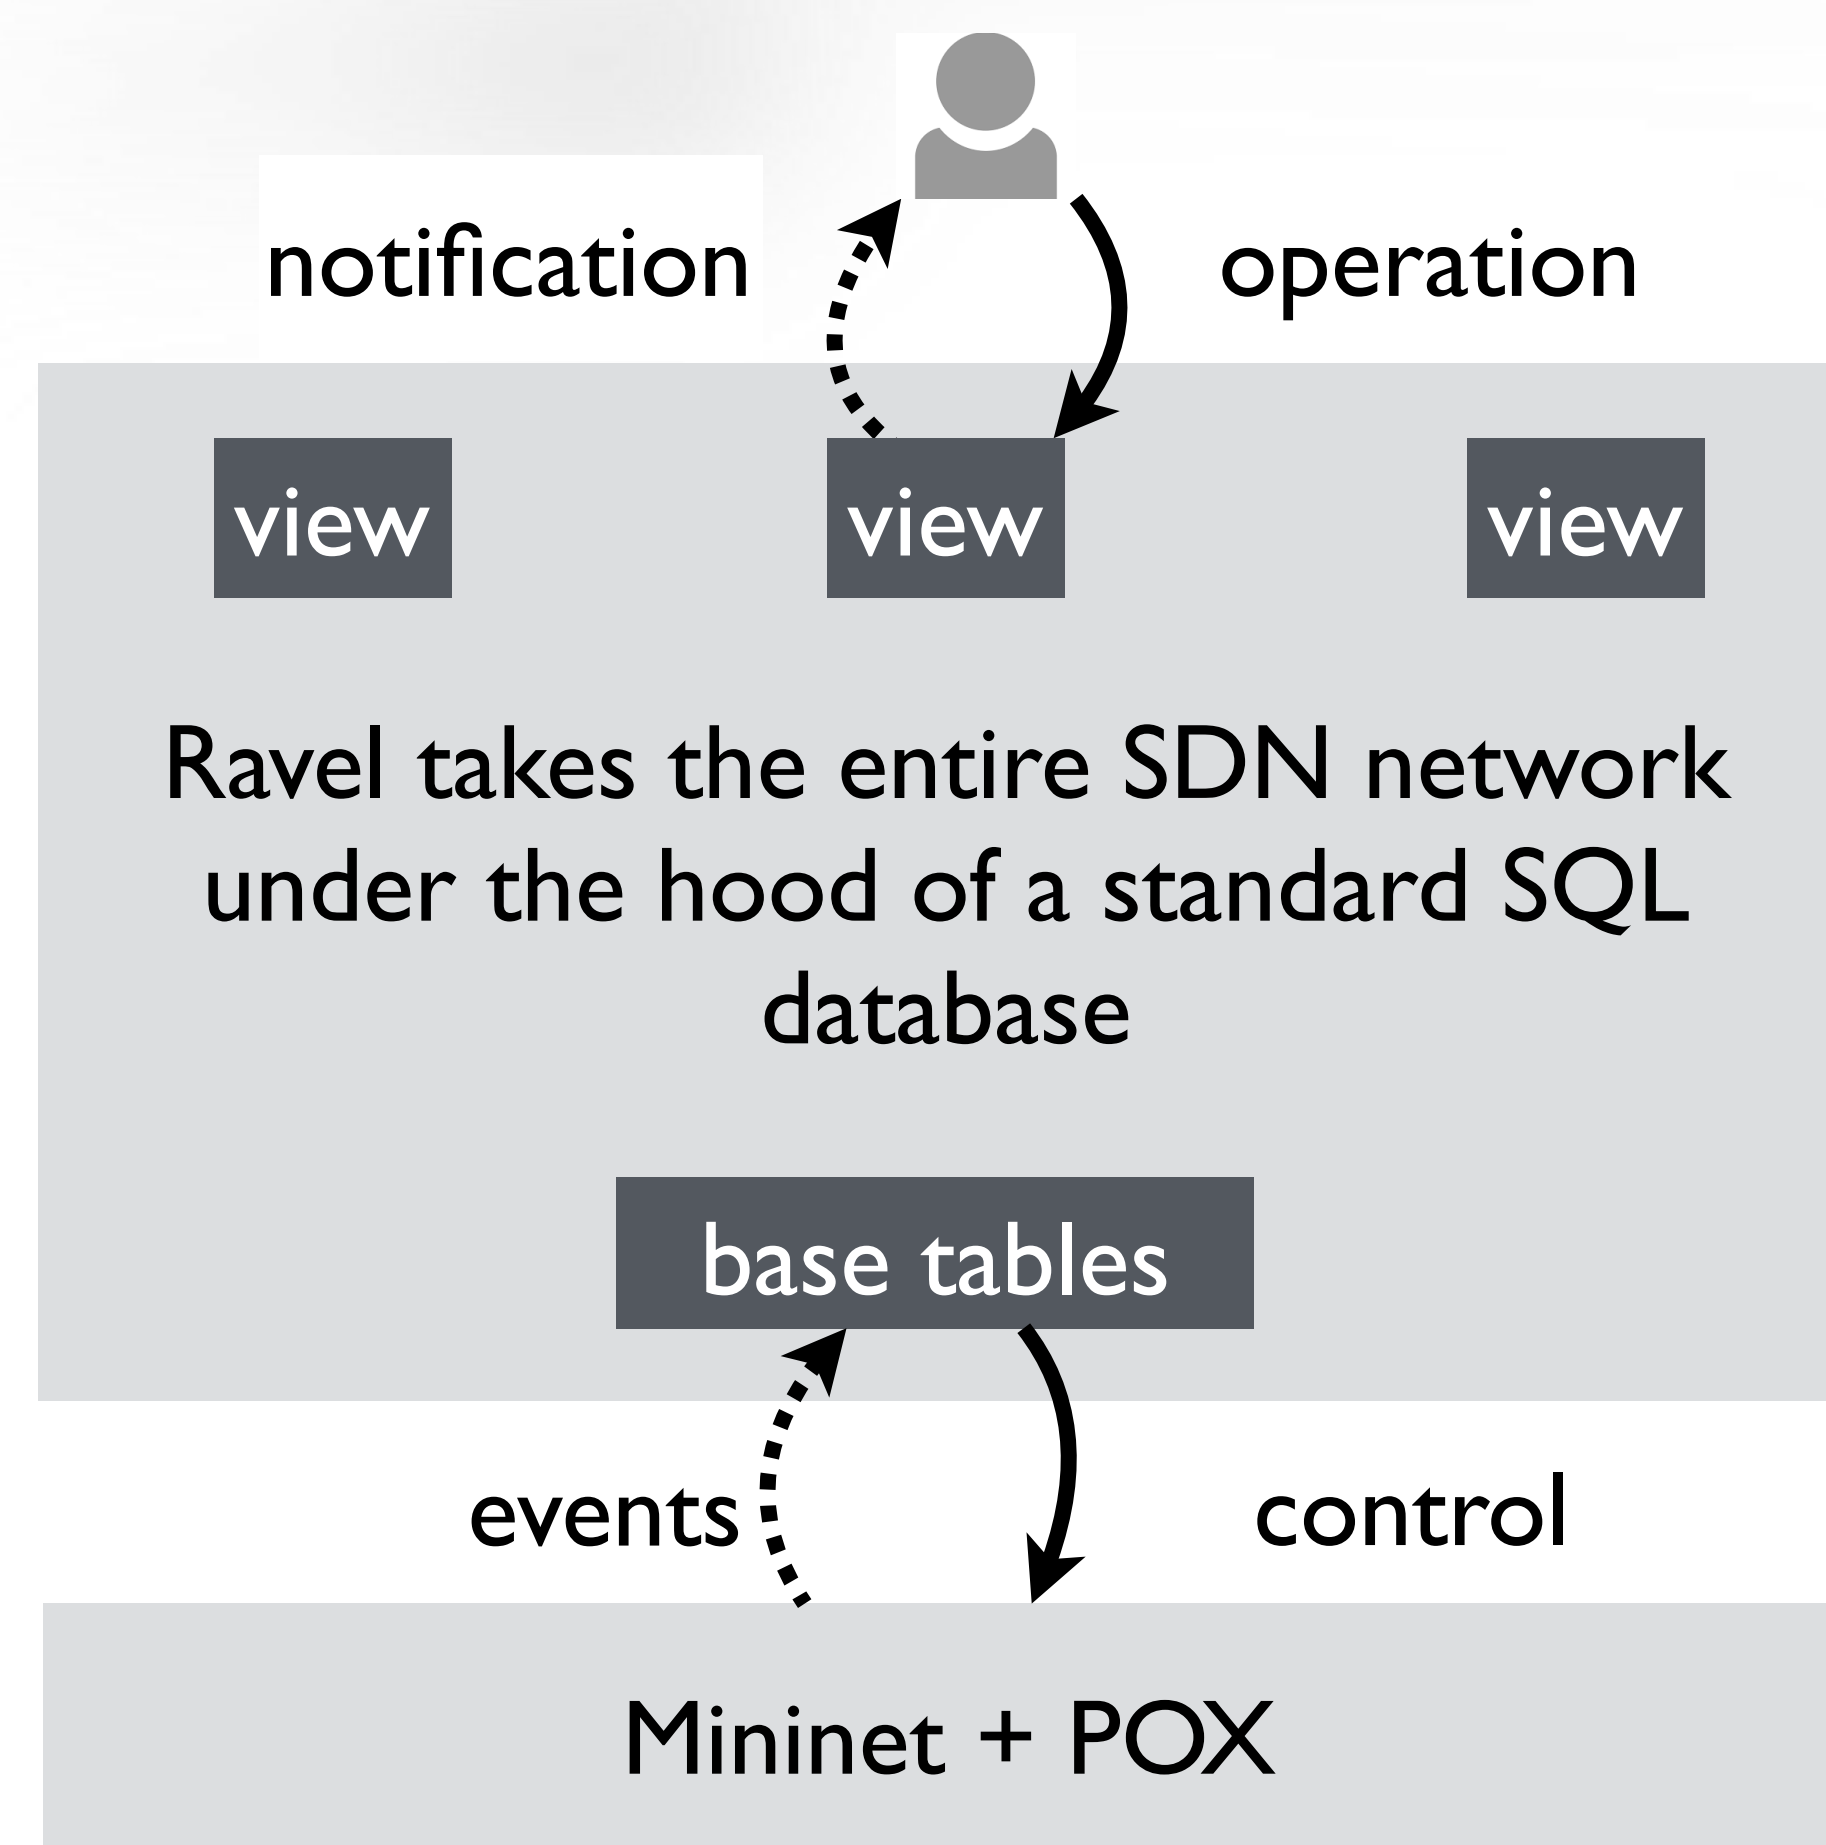 notification
operation
view
view
view
Ravel takes the entire SDN network
under the hood of a standard SQL
database
base tables
events
control
Mininet + POX